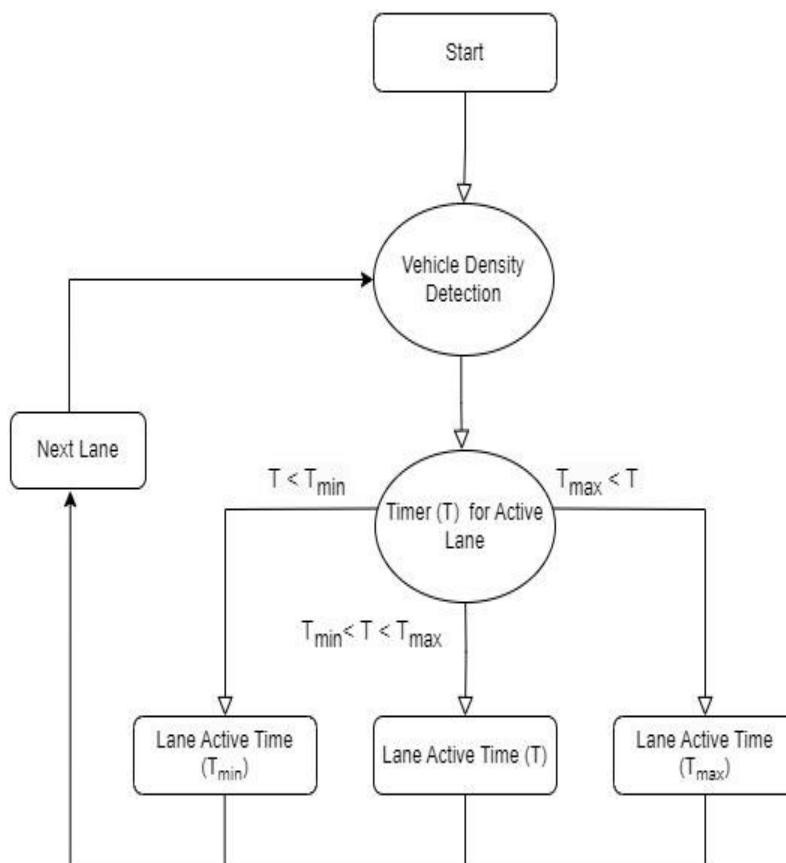 Start
Vehicle Density
Detection
Next Lane
T < Tmin
Tmax < T
Timer (T) for Active
Lane
Tmin< T < Tmax
Lane Active Time
(Tmin)
Lane Active Time (T)
Lane Active Time
(Tmax)